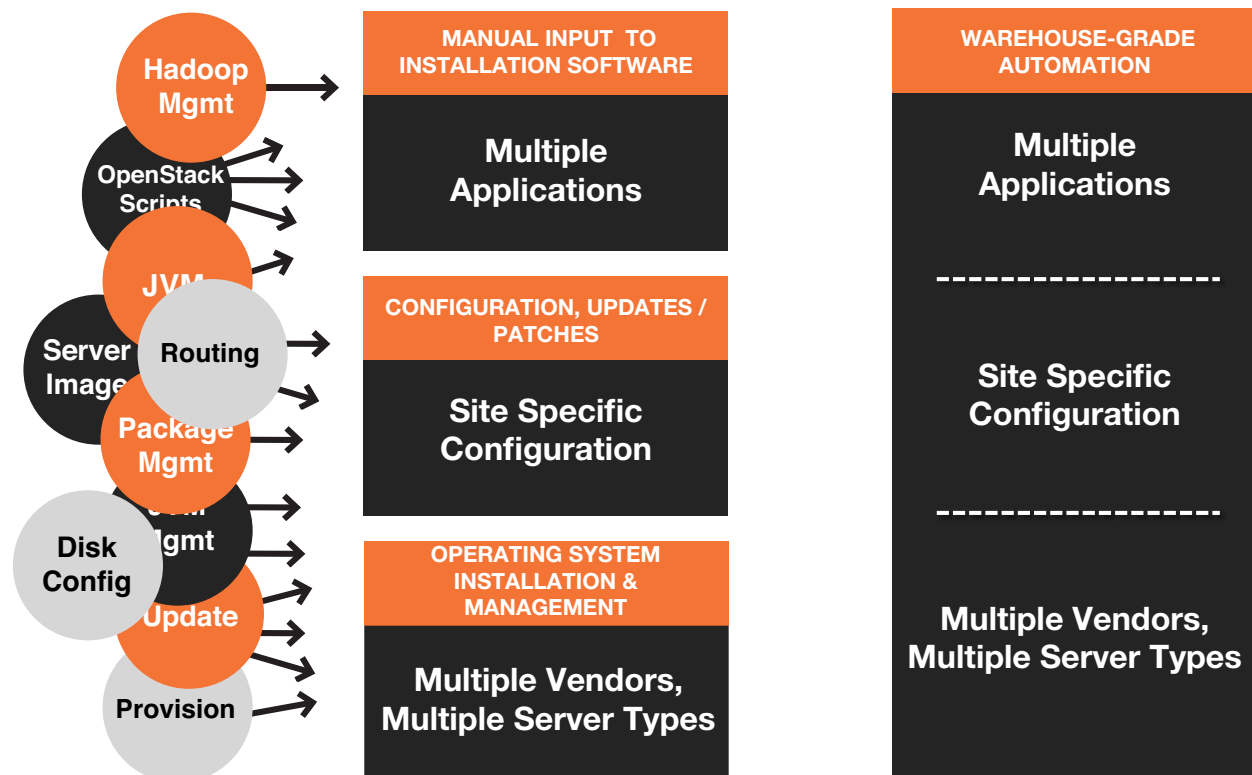 Hadoop
Mgmt
OpenStack
Scripts
JVM
Server
Image
Routing
Package
Mgmt
JVM
Mgmt
Disk
Config
Update
Provision
MANUAL INPUT TO
INSTALLATION SOFTWARE
Multiple
Applications
CONFIGURATION, UPDATES /
PATCHES
Site Specific
Configuration
OPERATING SYSTEM
INSTALLATION &
MANAGEMENT
Multiple Vendors,
Multiple Server Types
WAREHOUSE-GRADE
AUTOMATION
Multiple
Applications
Site Specific
Configuration
Multiple Vendors,
Multiple Server Types